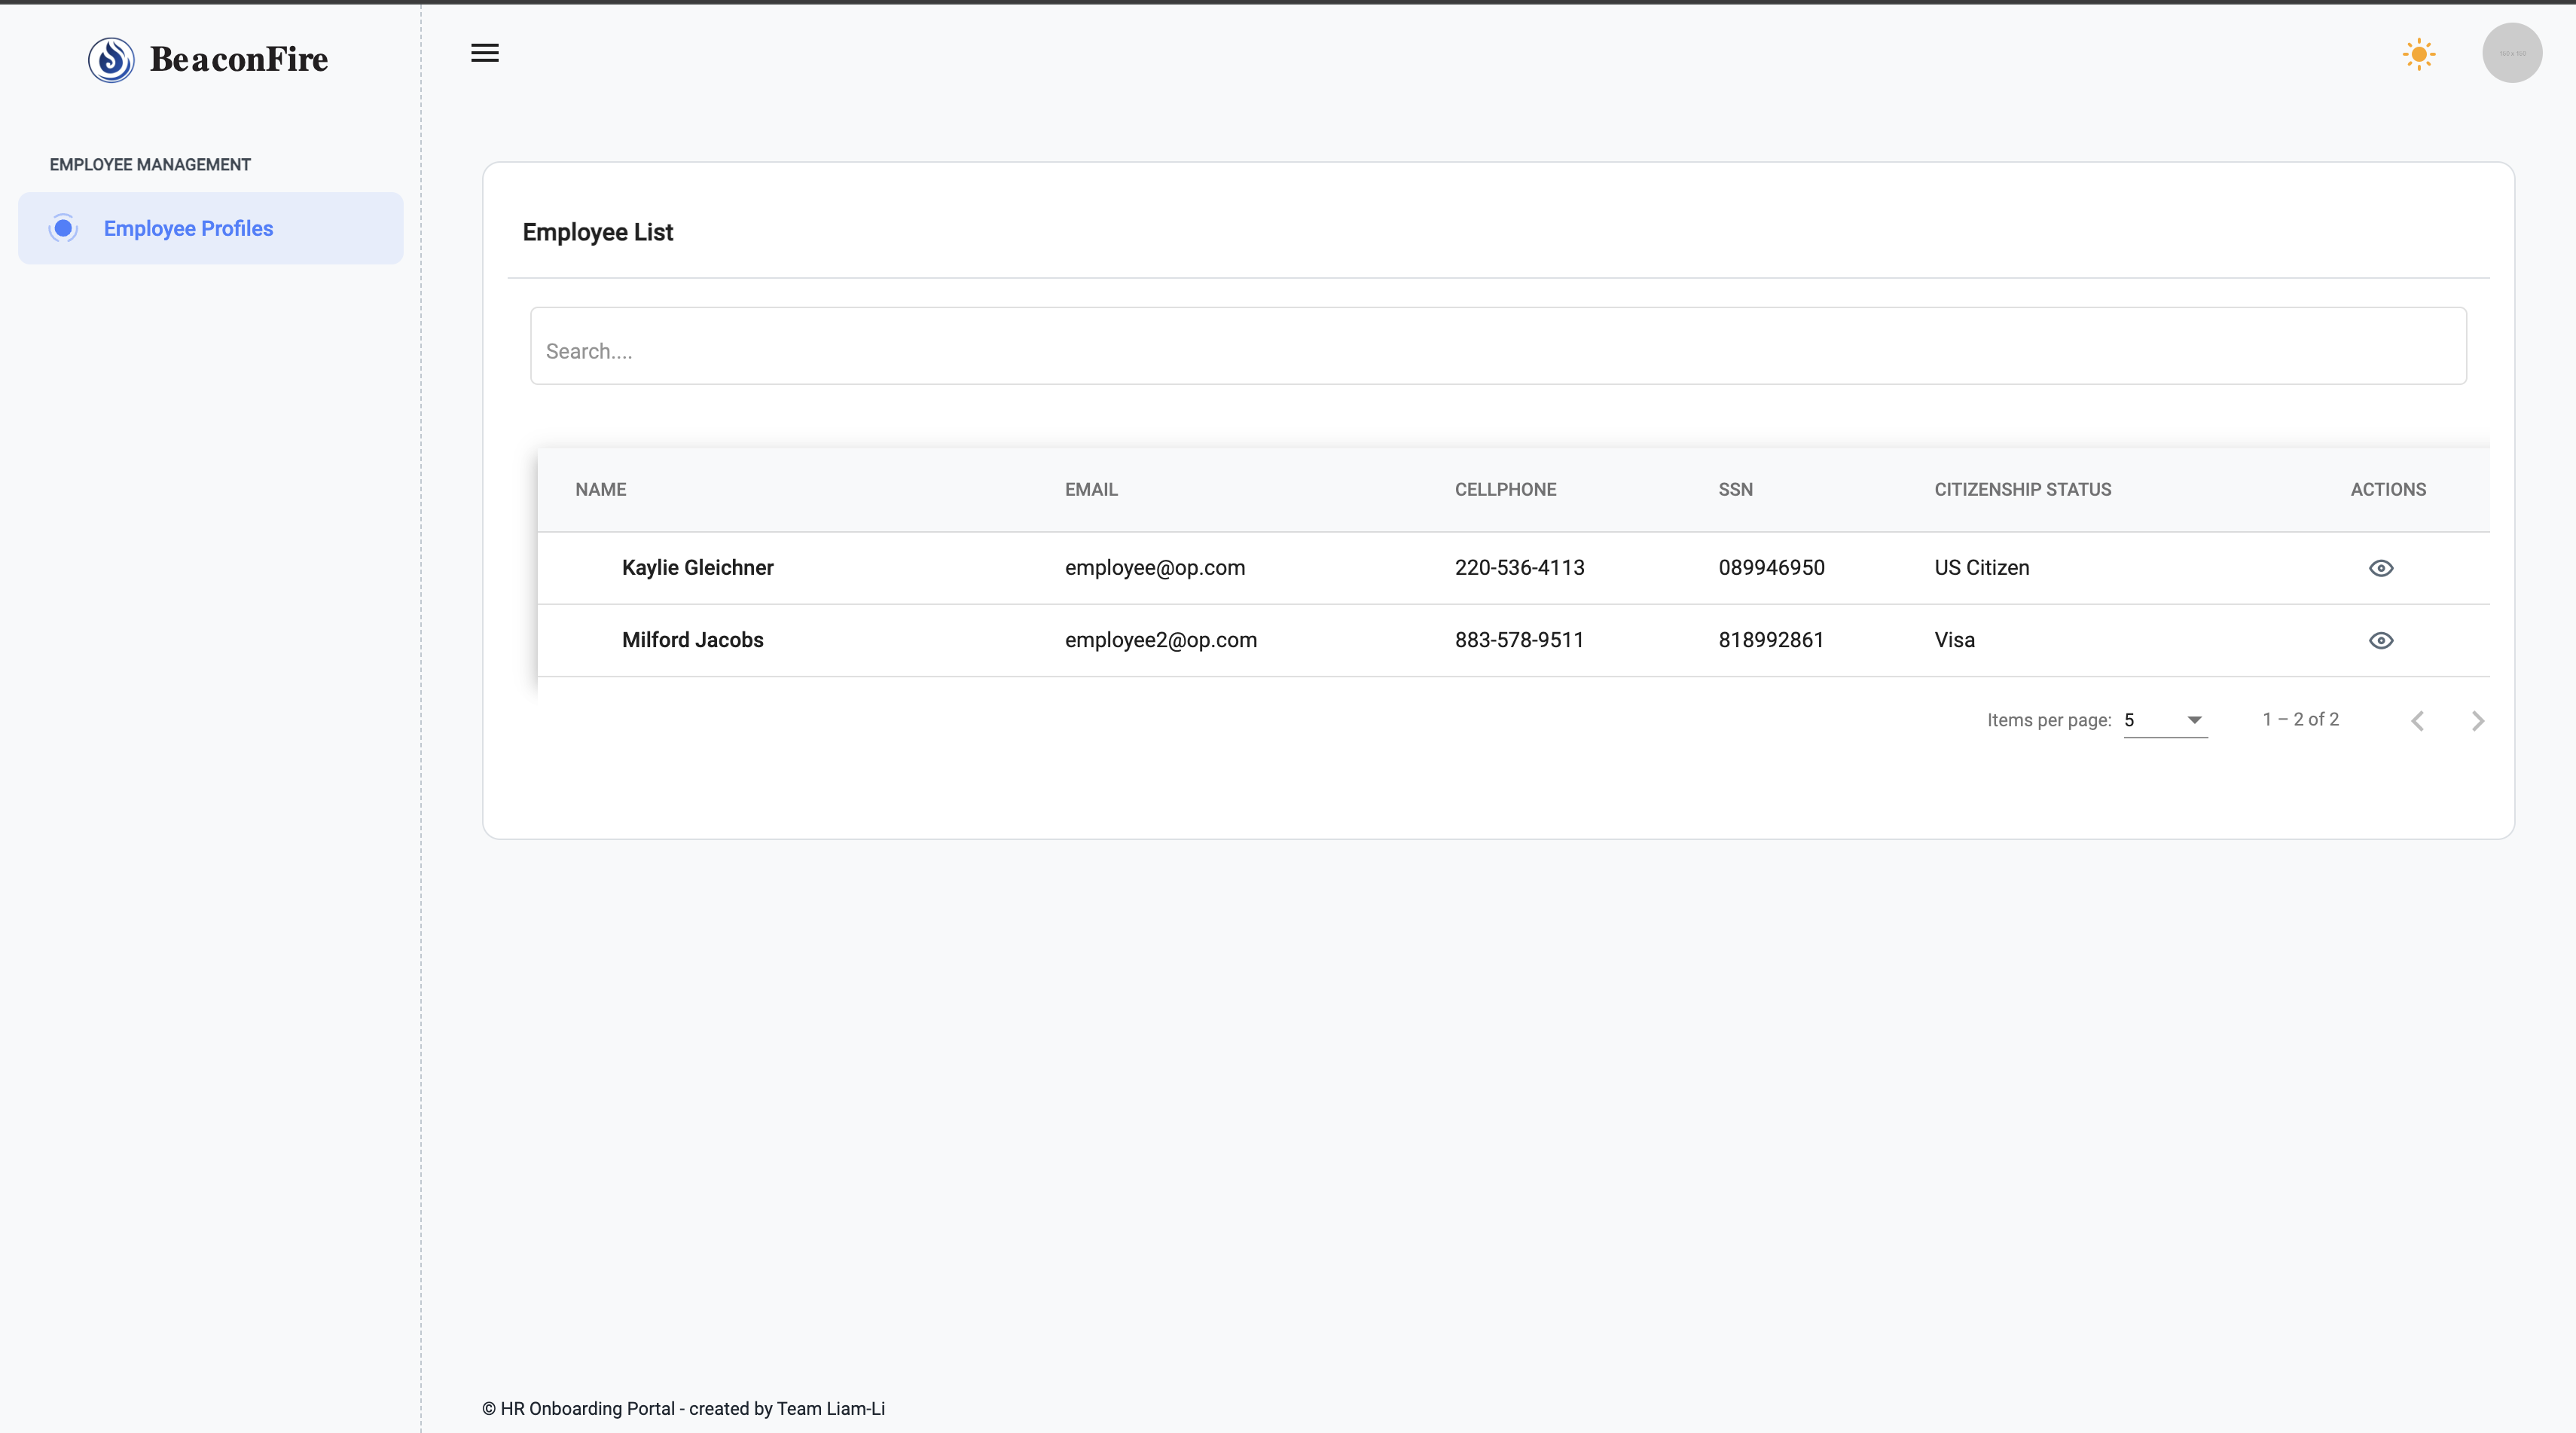 BeaconFire
EMPLOYEE MANAGEMENT
Employee Profiles
Employee List
Search....
NAME EMAIL CELLPHONE SSN CITIZENSHIP STATUS ACTIONS
Kaylie Gleichner employee@op.com 220-536-4113 089946950 US Citizen
Milford Jacobs employee2@op.com 883-578-9511 818992861 Visa
Items per page: 5 1 – 2 of 2
© HR Onboarding Portal - created by Team Liam-Li